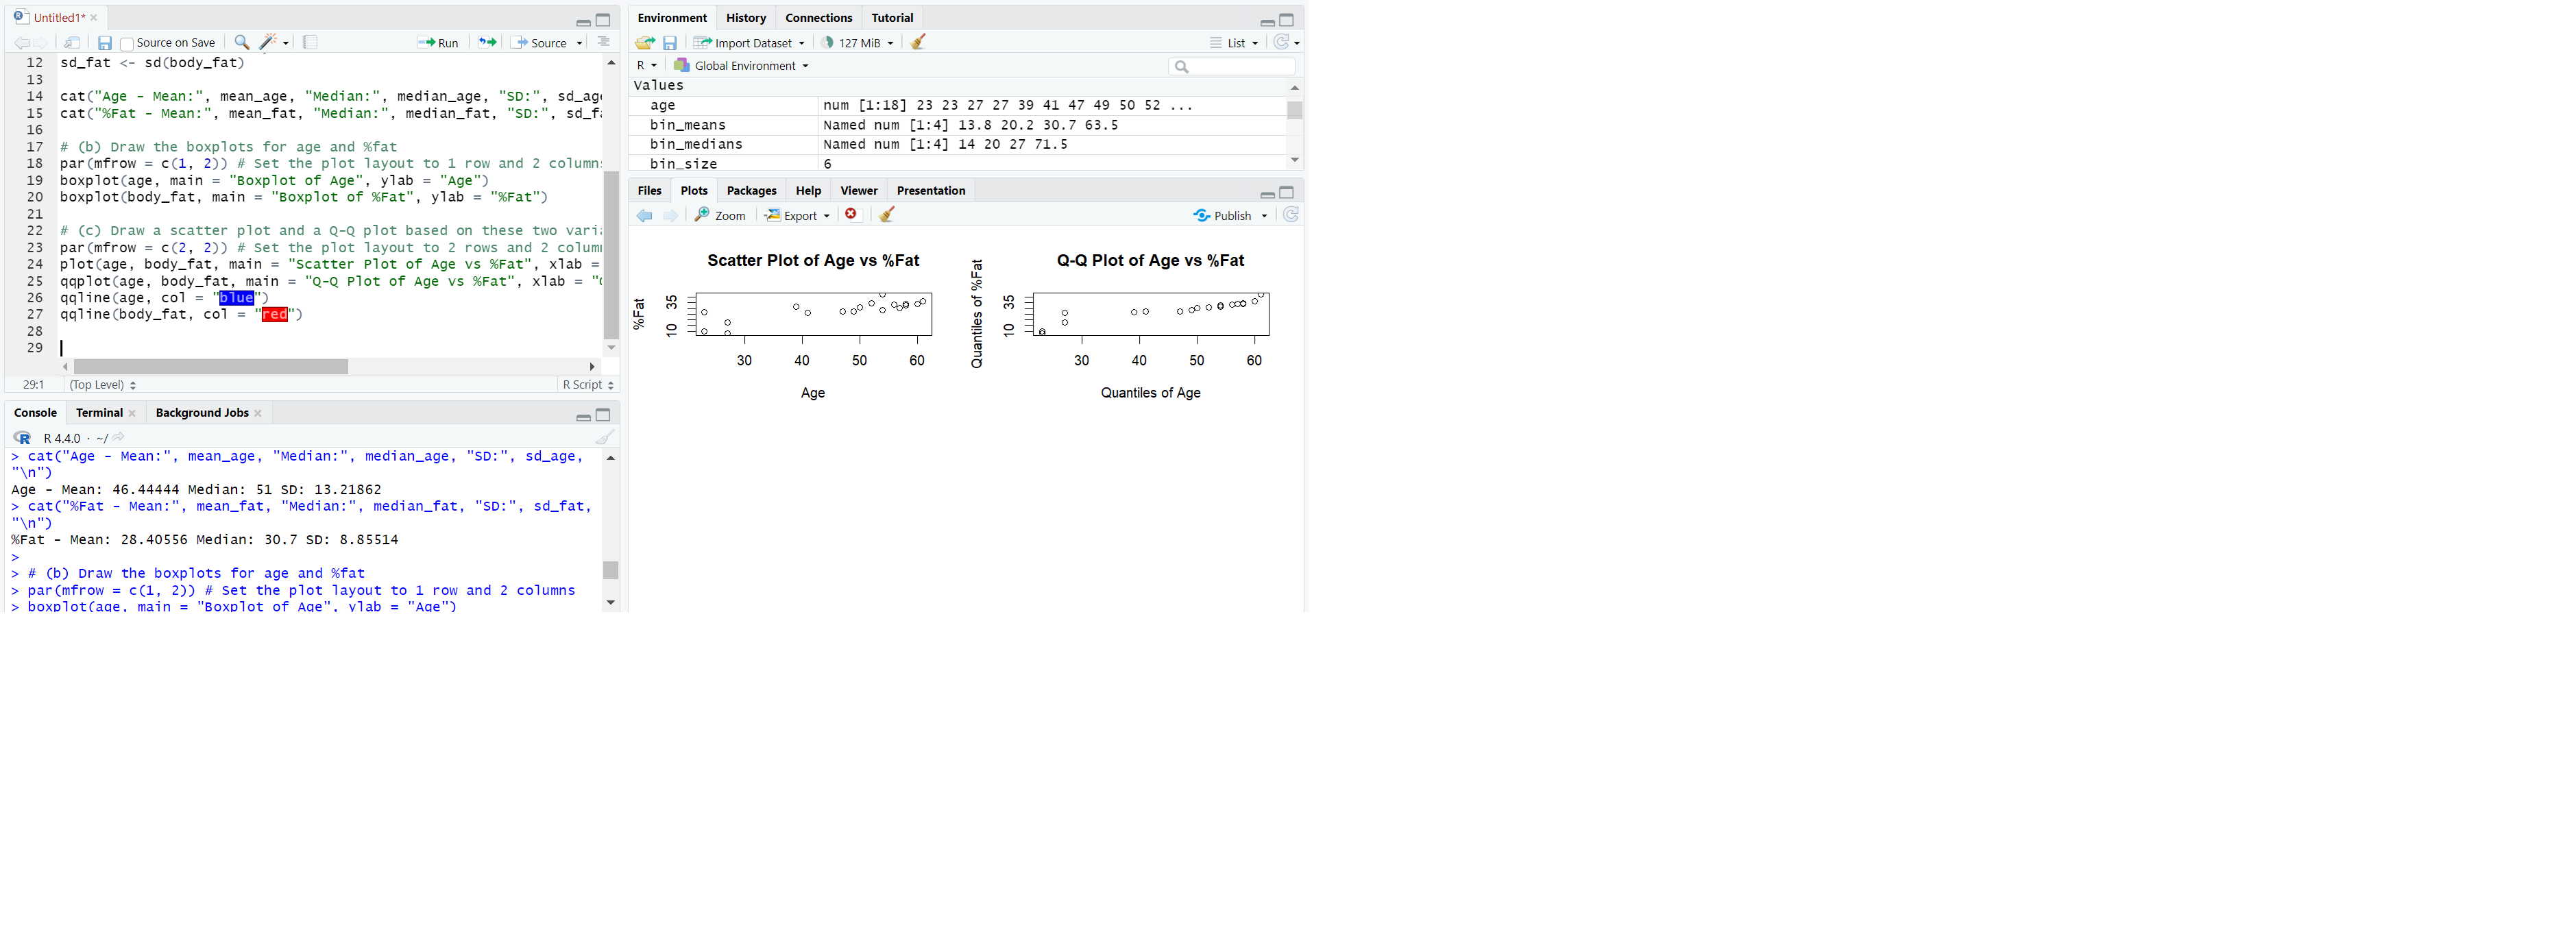 Untitled1*
Source on Save
Run
Source
12 sd_fat <- sd(body_fat)
13
14 cat("Age - Mean:", mean_age, "Median:", median_age, "SD:", sd_age
15 cat("%Fat - Mean:", mean_fat, "Median:", median_fat, "SD:", sd_fa
16
17 # (b) Draw the boxplots for age and %fat
18 par(mfrow = c(1, 2)) # Set the plot layout to 1 row and 2 columns
19 boxplot(age, main = "Boxplot of Age", ylab = "Age")
20 boxplot(body_fat, main = "Boxplot of %Fat", ylab = "%Fat")
21
22 # (c) Draw a scatter plot and a Q-Q plot based on these two varia
23 par(mfrow = c(2, 2)) # Set the plot layout to 2 rows and 2 column
24 plot(age, body_fat, main = "Scatter Plot of Age vs %Fat", xlab =
25 qqplot(age, body_fat, main = "Q-Q Plot of Age vs %Fat", xlab = "Q
26 qqline(age, col = "blue")
27 qqline(body_fat, col = "red")
28
29
29:1 (Top Level) R Script
Console Terminal Background Jobs
R 4.4.0 · ~/
> cat("Age - Mean:", mean_age, "Median:", median_age, "SD:", sd_age,
"\n")
Age - Mean: 46.44444 Median: 51 SD: 13.21862
> cat("%Fat - Mean:", mean_fat, "Median:", median_fat, "SD:", sd_fat,
"\n")
%Fat - Mean: 28.40556 Median: 30.7 SD: 8.85514
>
> # (b) Draw the boxplots for age and %fat
> par(mfrow = c(1, 2)) # Set the plot layout to 1 row and 2 columns
> boxplot(age, main = "Boxplot of Age", ylab = "Age")
Environment History Connections Tutorial
Import Dataset 127 MiB List
R Global Environment
Values
age num [1:18] 23 23 27 27 39 41 47 49 50 52 ...
bin_means Named num [1:4] 13.8 20.2 30.7 63.5
bin_medians Named num [1:4] 14 20 27 71.5
bin_size 6
Files Plots Packages Help Viewer Presentation
Zoom Export Publish
Scatter Plot of Age vs %Fat
%Fat
35
10
30 40 50 60
Age
Q-Q Plot of Age vs %Fat
Quantiles of %Fat
35
10
30 40 50 60
Quantiles of Age